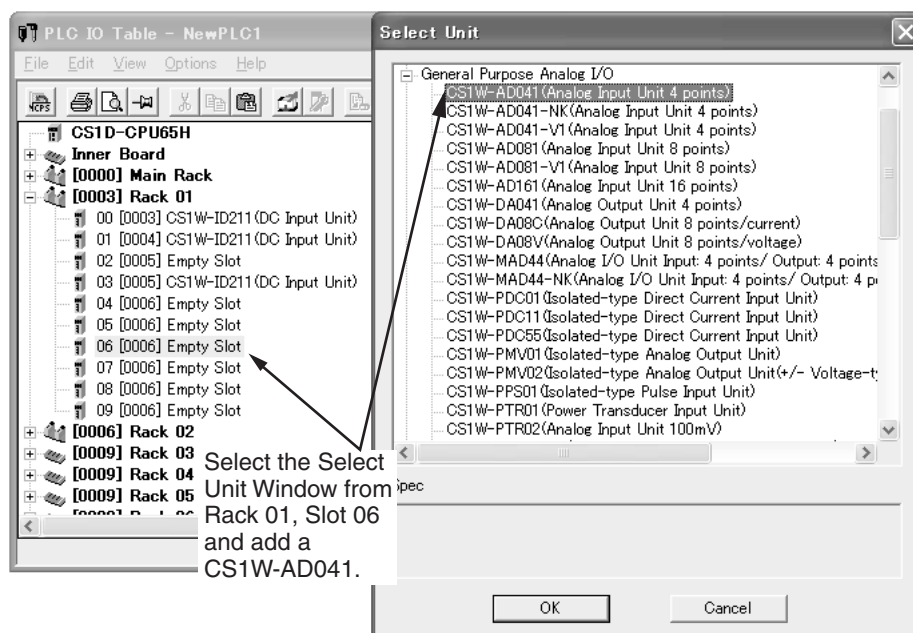 PLC IO Table - NewPLC1
File Edit View Options Help
CPS
CS1D-CPU65H
Inner Board
[0000] Main Rack
[0003] Rack 01
00 [0003] CS1W-ID211(DC Input Unit)
01 [0004] CS1W-ID211(DC Input Unit)
02 [0005] Empty Slot
03 [0005] CS1W-ID211(DC Input Unit)
04 [0006] Empty Slot
05 [0006] Empty Slot
06 [0006] Empty Slot
07 [0006] Empty Slot
08 [0006] Empty Slot
09 [0006] Empty Slot
[0006] Rack 02
[0009] Rack 03
[0009] Rack 04
[0009] Rack 05
Select the Select
Unit Window from
Rack 01, Slot 06
and add a
CS1W-AD041.
Select Unit
General Purpose Analog I/O
CS1W-AD041(Analog Input Unit 4 points)
CS1W-AD041-NK(Analog Input Unit 4 points)
CS1W-AD041-V1(Analog Input Unit 4 points)
CS1W-AD081(Analog Input Unit 8 points)
CS1W-AD081-V1(Analog Input Unit 8 points)
CS1W-AD161(Analog Input Unit 16 points)
CS1W-DA041(Analog Output Unit 4 points)
CS1W-DA08C(Analog Output Unit 8 points/current)
CS1W-DA08V(Analog Output Unit 8 points/voltage)
CS1W-MAD44(Analog I/O Unit Input: 4 points/ Output: 4 points
CS1W-MAD44-NK(Analog I/O Unit Input: 4 points/ Output: 4 p
CS1W-PDC01(Isolated-type Direct Current Input Unit)
CS1W-PDC11(Isolated-type Direct Current Input Unit)
CS1W-PDC55(Isolated-type Direct Current Input Unit)
CS1W-PMV01(Isolated-type Analog Output Unit)
CS1W-PMV02(Isolated-type Analog Output Unit(+/- Voltage-t
CS1W-PPS01(Isolated-type Pulse Input Unit)
CS1W-PTR01(Power Transducer Input Unit)
CS1W-PTR02(Analog Input Unit 100mV)
Spec
OK Cancel